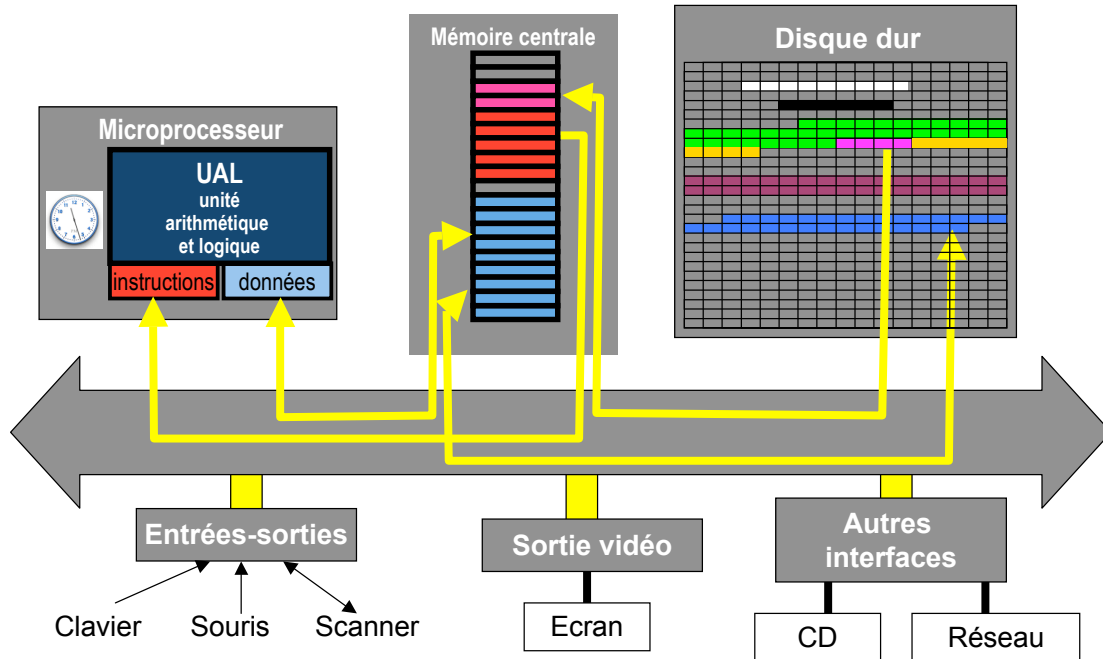 Mémoire centrale
Disque dur
Microprocesseur
UAL
unité
arithmétique
et logique
instructions
données
Entrées-sorties
Sortie vidéo
Autres
interfaces
Clavier
Souris
Scanner
Ecran
CD
Réseau